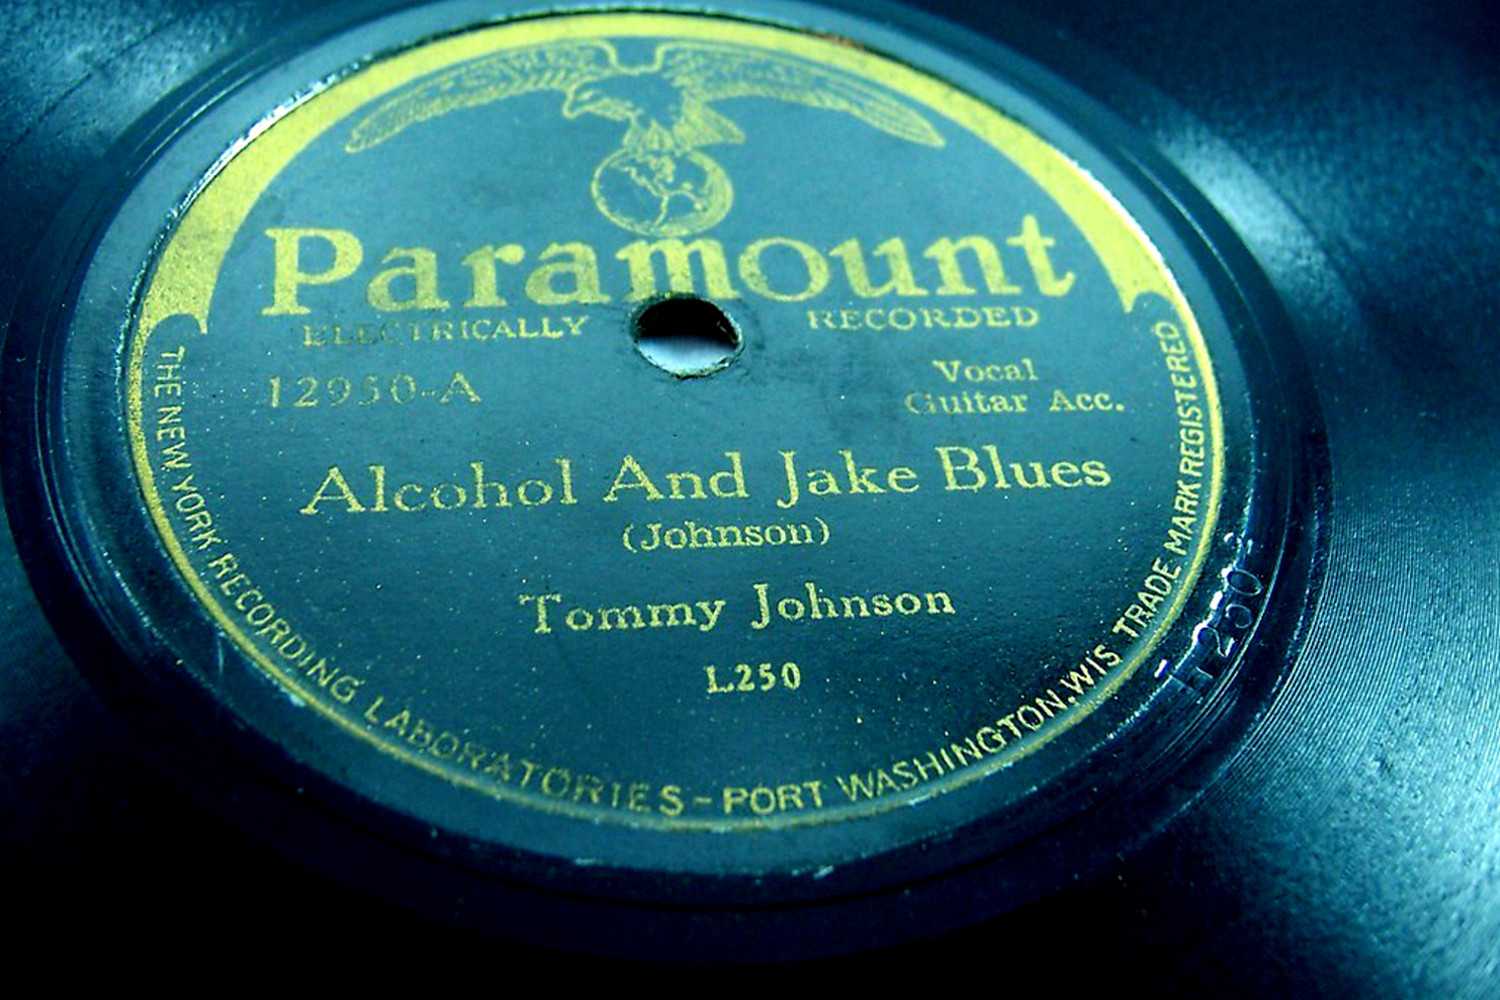 Paramount
ELECTRICALLY RECORDED
12950-A
Vocal
Guitar Acc.
Alcohol And Jake Blues
(Johnson)
Tommy Johnson
L.250
THE NEW YORK RECORDING LABORATORIES - PORT WASHINGTON, WIS TRADE MARK REGISTERED